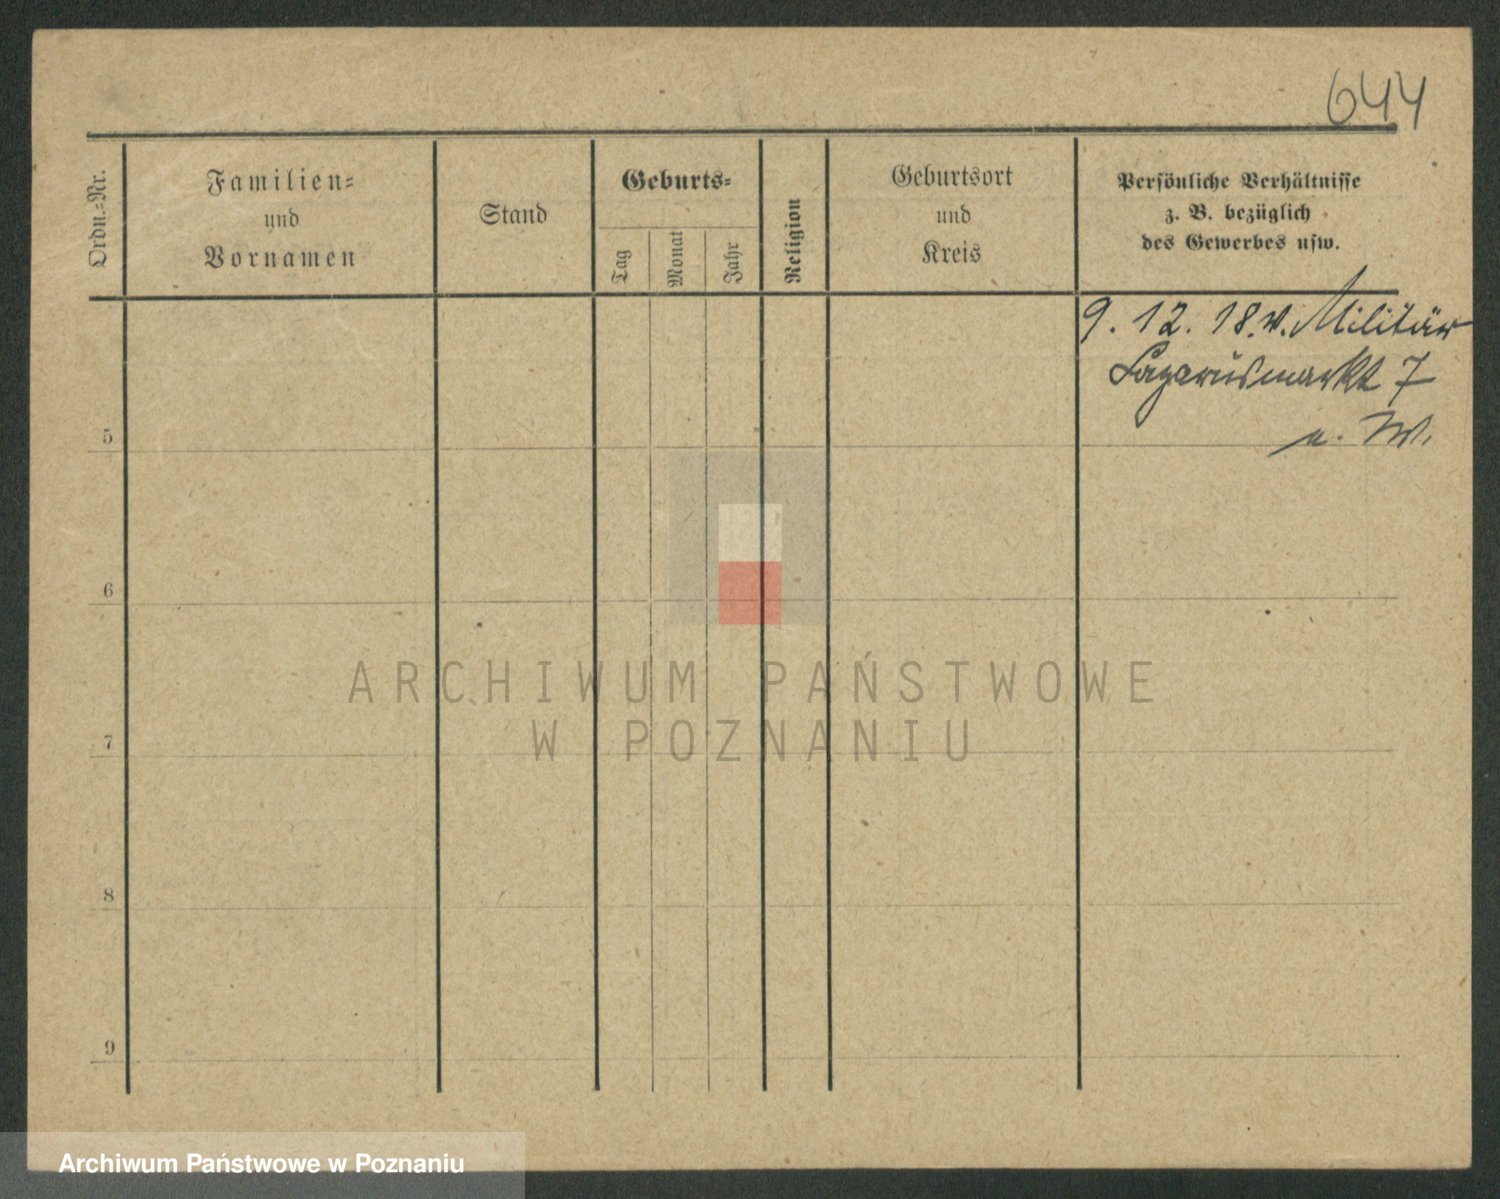 644
Ordn.-Nr.
Familien-
und
Vornamen
Stand
Geburts-
Tag
Monat
Jahr
Religion
Geburtsort
und
Kreis
Persönliche Verhältnisse
z. B. bezüglich
des Gewerbes usw.
9. 12. 18. v. Militär
Lazarusmarkt 7
a. W.
5
6
7
8
9
ARCHIWUM PAŃSTWOWE
W POZNANIU
Archiwum Państwowe w Poznaniu